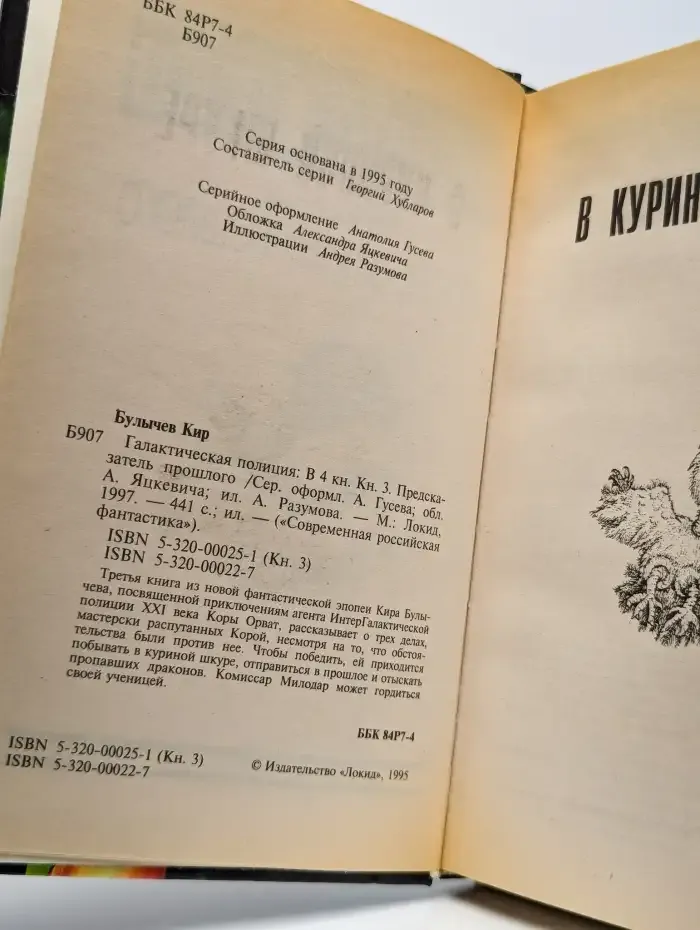 ББК 84Р7-4
Б907
Серия основана в 1995 году
Составитель серии Георгий Хубларов
Серийное оформление Анатолия Гусева
Обложка Александра Яцкевича
Иллюстрации Андрея Разумова
Булычев Кир
Б907 Галактическая полиция: В 4 кн. Кн. 3. Предска-
затель прошлого /Сер. оформл. А. Гусева; обл.
А. Яцкевича; ил. А. Разумова. — М.: Локид,
1997. — 441 с.; ил. — («Современная российская
фантастика»).
ISBN 5-320-00025-1 (Кн. 3)
ISBN 5-320-00022-7
Третья книга из новой фантастической эпопеи Кира Булы-
чева, посвященной приключениям агента ИнтерГалактической
полиции XXI века Коры Орват, рассказывает о трех делах,
мастерски распутанных Корой, несмотря на то, что обстоя-
тельства были против нее. Чтобы победить, ей приходится
побывать в куриной шкуре, отправиться в прошлое и отыскать
пропавших драконов. Комиссар Милодар может гордиться
своей ученицей.
ББК 84Р7-4
ISBN 5-320-00025-1 (Кн. 3)
ISBN 5-320-00022-7
© Издательство «Локид», 1995
В КУРИН